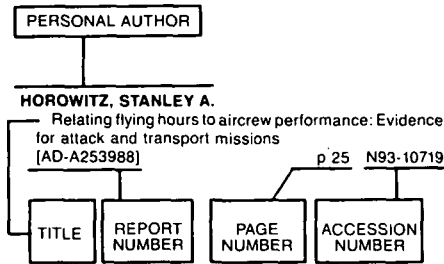 PERSONAL AUTHOR
HOROWITZ, STANLEY A.
Relating flying hours to aircrew performance: Evidence
for attack and transport missions
[AD-A253988] p 25 N93-10719
TITLE
REPORT
NUMBER
PAGE
NUMBER
ACCESSION
NUMBER